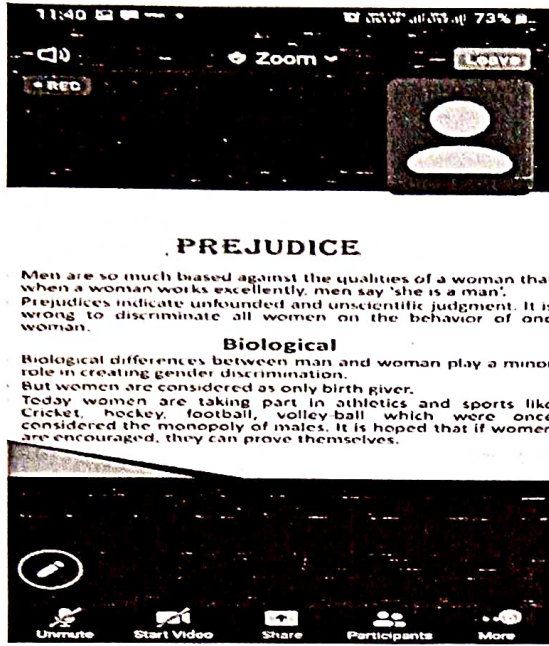 11:40
73%
Zoom
Leave
REC
PREJUDICE
Men are so much biased against the qualities of a woman that
when a woman works excellently, men say 'she is a man'.
Prejudices indicate unfounded and unscientific judgment. It is
wrong to discriminate all women on the behavior of one
woman.
Biological
Biological differences between man and woman play a minor
role in creating gender discrimination.
But women are considered as only birth giver.
Today women are taking part in athletics and sports like
Cricket, hockey, football, volley-ball which were once
considered the monopoly of males. It is hoped that if women
are encouraged, they can prove themselves.
Unmute Start Video Share Participants More